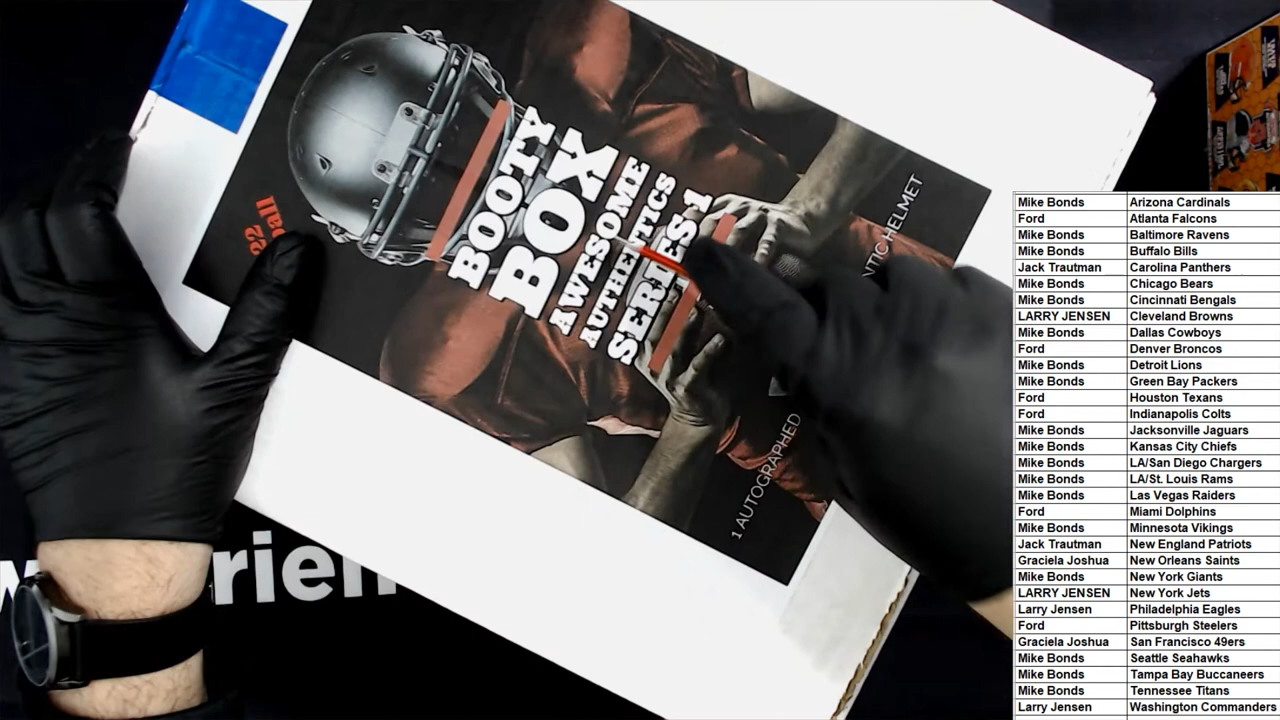 BOOTY
BOX
AWESOME
AUTHENTICS
SERIES 1
22
1 AUTOGRAPHED
HELMET
Mike Bonds Arizona Cardinals
Ford Atlanta Falcons
Mike Bonds Baltimore Ravens
Mike Bonds Buffalo Bills
Jack Trautman Carolina Panthers
Mike Bonds Chicago Bears
Mike Bonds Cincinnati Bengals
LARRY JENSEN Cleveland Browns
Mike Bonds Dallas Cowboys
Ford Denver Broncos
Mike Bonds Detroit Lions
Mike Bonds Green Bay Packers
Ford Houston Texans
Ford Indianapolis Colts
Mike Bonds Jacksonville Jaguars
Mike Bonds Kansas City Chiefs
Mike Bonds LA/San Diego Chargers
Mike Bonds LA/St. Louis Rams
Mike Bonds Las Vegas Raiders
Ford Miami Dolphins
Mike Bonds Minnesota Vikings
Jack Trautman New England Patriots
Graciela Joshua New Orleans Saints
Mike Bonds New York Giants
LARRY JENSEN New York Jets
Larry Jensen Philadelphia Eagles
Ford Pittsburgh Steelers
Graciela Joshua San Francisco 49ers
Mike Bonds Seattle Seahawks
Mike Bonds Tampa Bay Buccaneers
Mike Bonds Tennessee Titans
Larry Jensen Washington Commanders